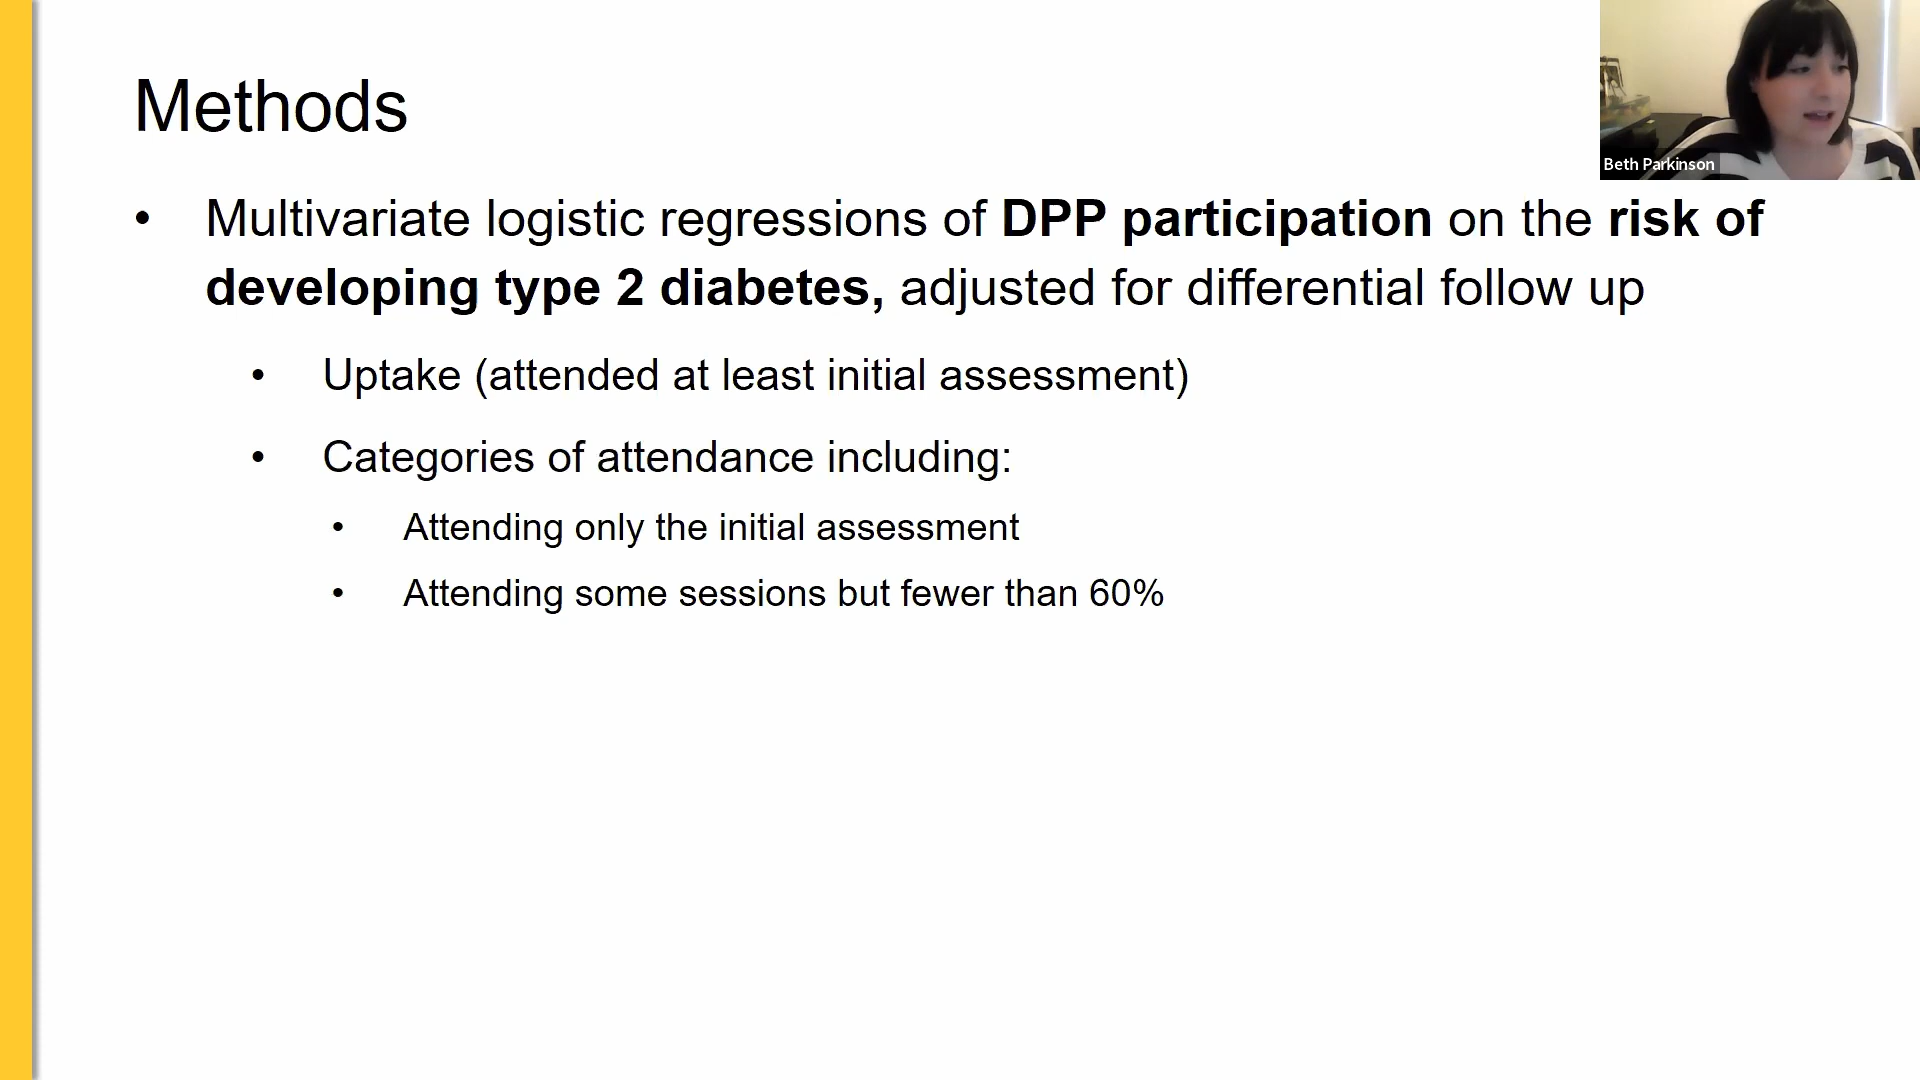 Methods
Beth Parkinson
• Multivariate logistic regressions of DPP participation on the risk of
developing type 2 diabetes, adjusted for differential follow up
• Uptake (attended at least initial assessment)
• Categories of attendance including:
• Attending only the initial assessment
• Attending some sessions but fewer than 60%